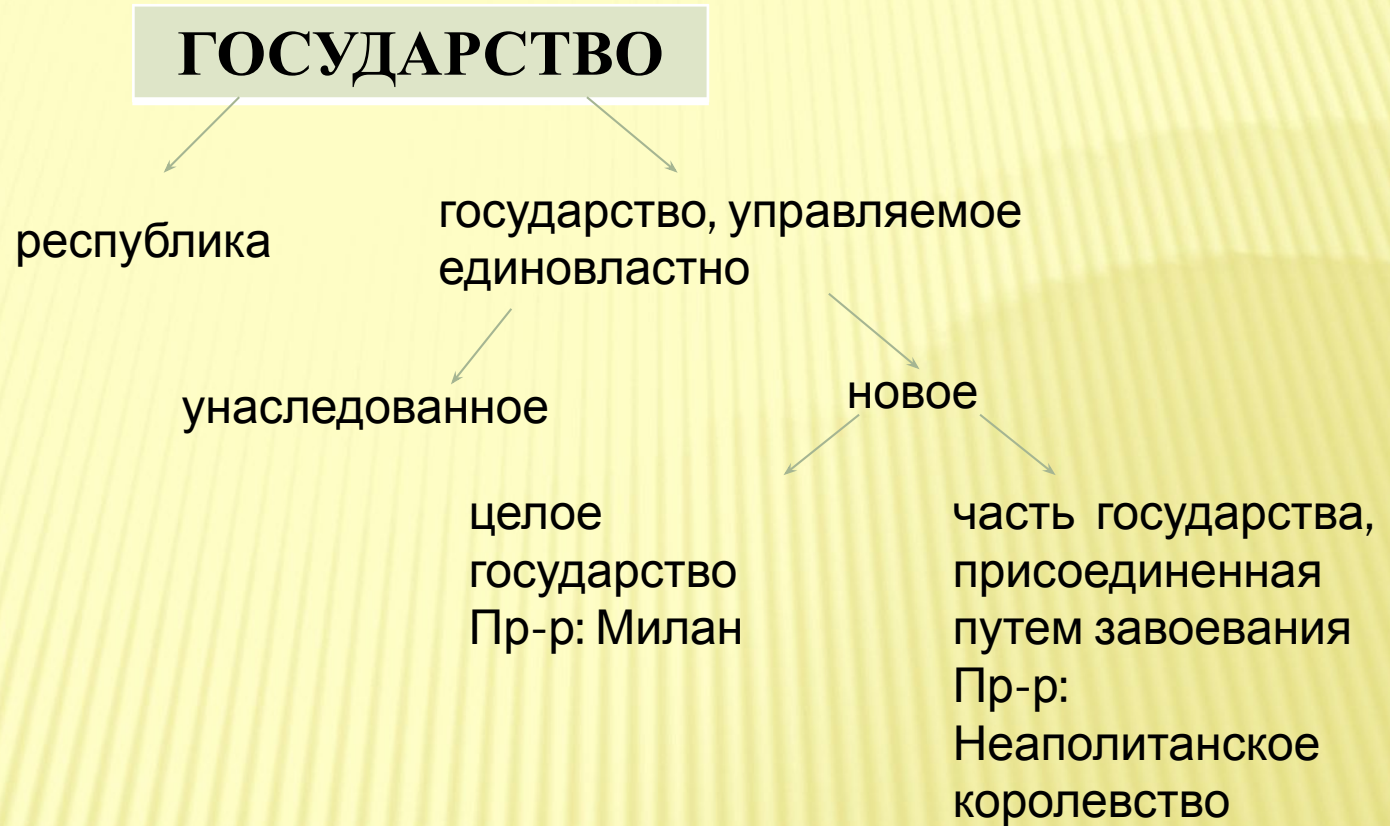 ГОСУДАРСТВО
республика
государство, управляемое
единовластно
унаследованное
новое
целое
государство
Пр-р: Милан
часть государства,
присоединенная
путем завоевания
Пр-р:
Неаполитанское
королевство